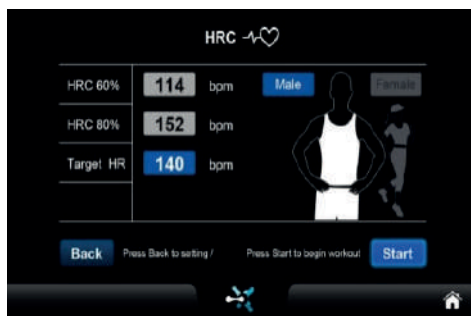 HRC
HRC 60% 114 bpm Male Female
HRC 80% 152 bpm
Target HR 140 bpm
Back Press Back to setting / Press Start to begin workout Start